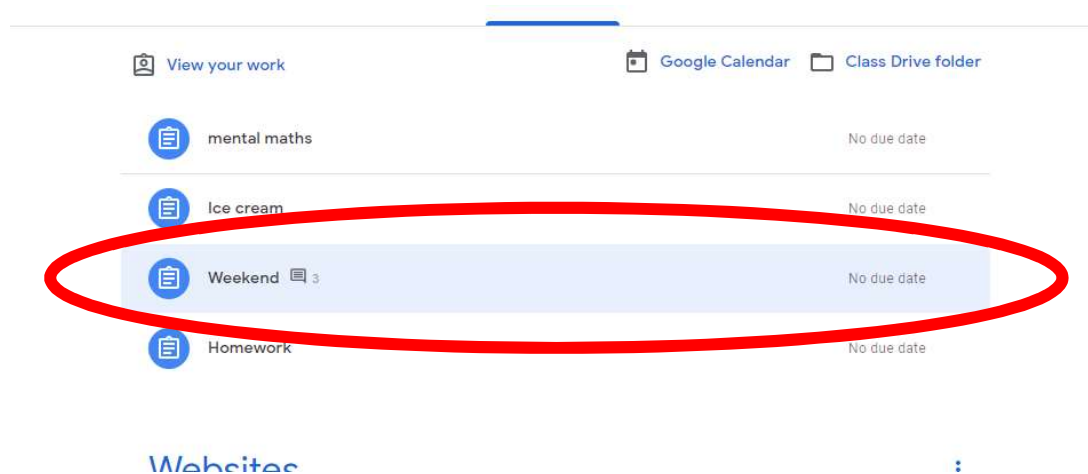 View your work Google Calendar Class Drive folder
mental maths No due date
Ice cream No due date
Weekend 3 No due date
Homework No due date
Websites